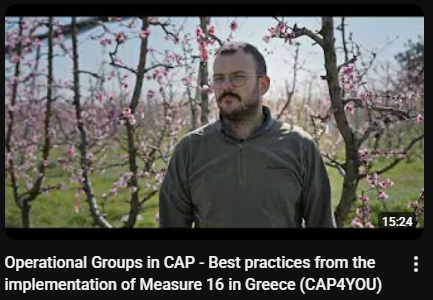 15:24
Operational Groups in CAP - Best practices from the
implementation of Measure 16 in Greece (CAP4YOU)